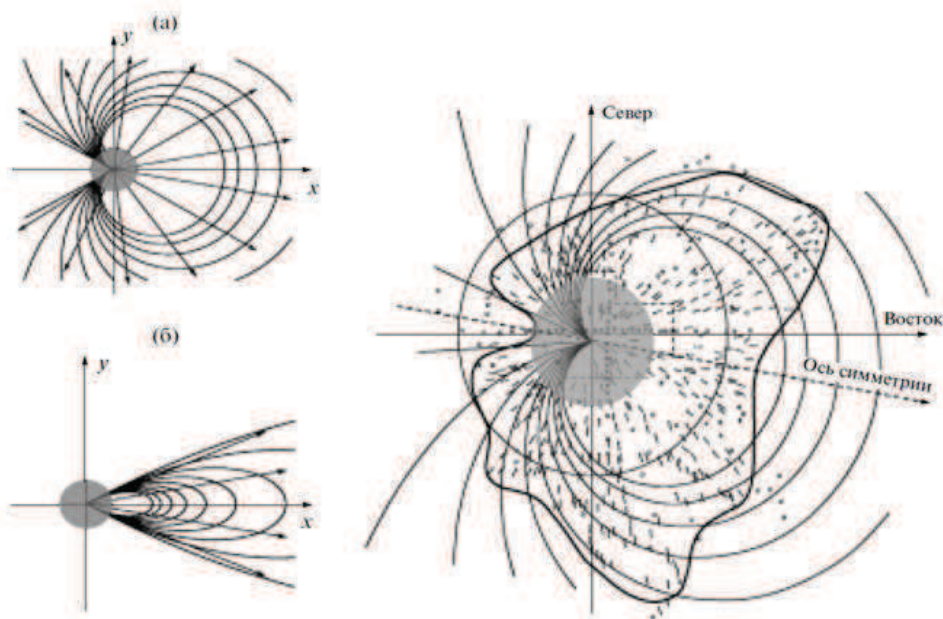 (а)
y
x
(б)
y
x
Север
Восток
Ось симметрии